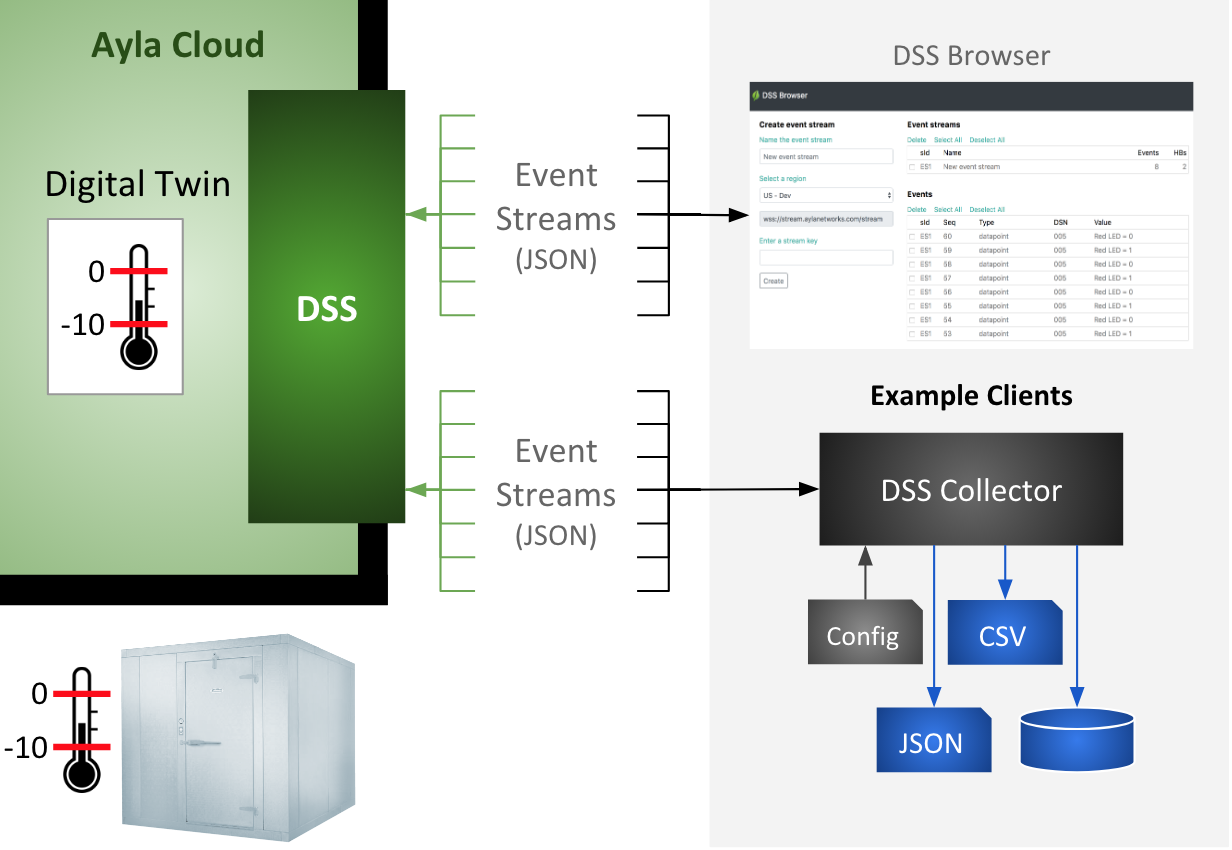 Ayla Cloud
Digital Twin
0
-10
DSS
Event
Streams
(JSON)
Event
Streams
(JSON)
0
-10
DSS Browser
DSS Browser
Create event stream
Name the event stream
New event stream
Select a region
US - Dev
wss://stream.aylanetworks.com/stream
Enter a stream key
Create
Event streams
Delete Select All Deselect All
sId Name Events HBs
ES1 New event stream 8 2
Events
Delete Select All Deselect All
sId Seq Type DSN Value
ES1 60 datapoint 005 Red LED = 0
ES1 59 datapoint 005 Red LED = 1
ES1 58 datapoint 005 Red LED = 0
ES1 57 datapoint 005 Red LED = 1
ES1 56 datapoint 005 Red LED = 0
ES1 55 datapoint 005 Red LED = 1
ES1 54 datapoint 005 Red LED = 0
ES1 53 datapoint 005 Red LED = 1
Example Clients
DSS Collector
Config
CSV
JSON